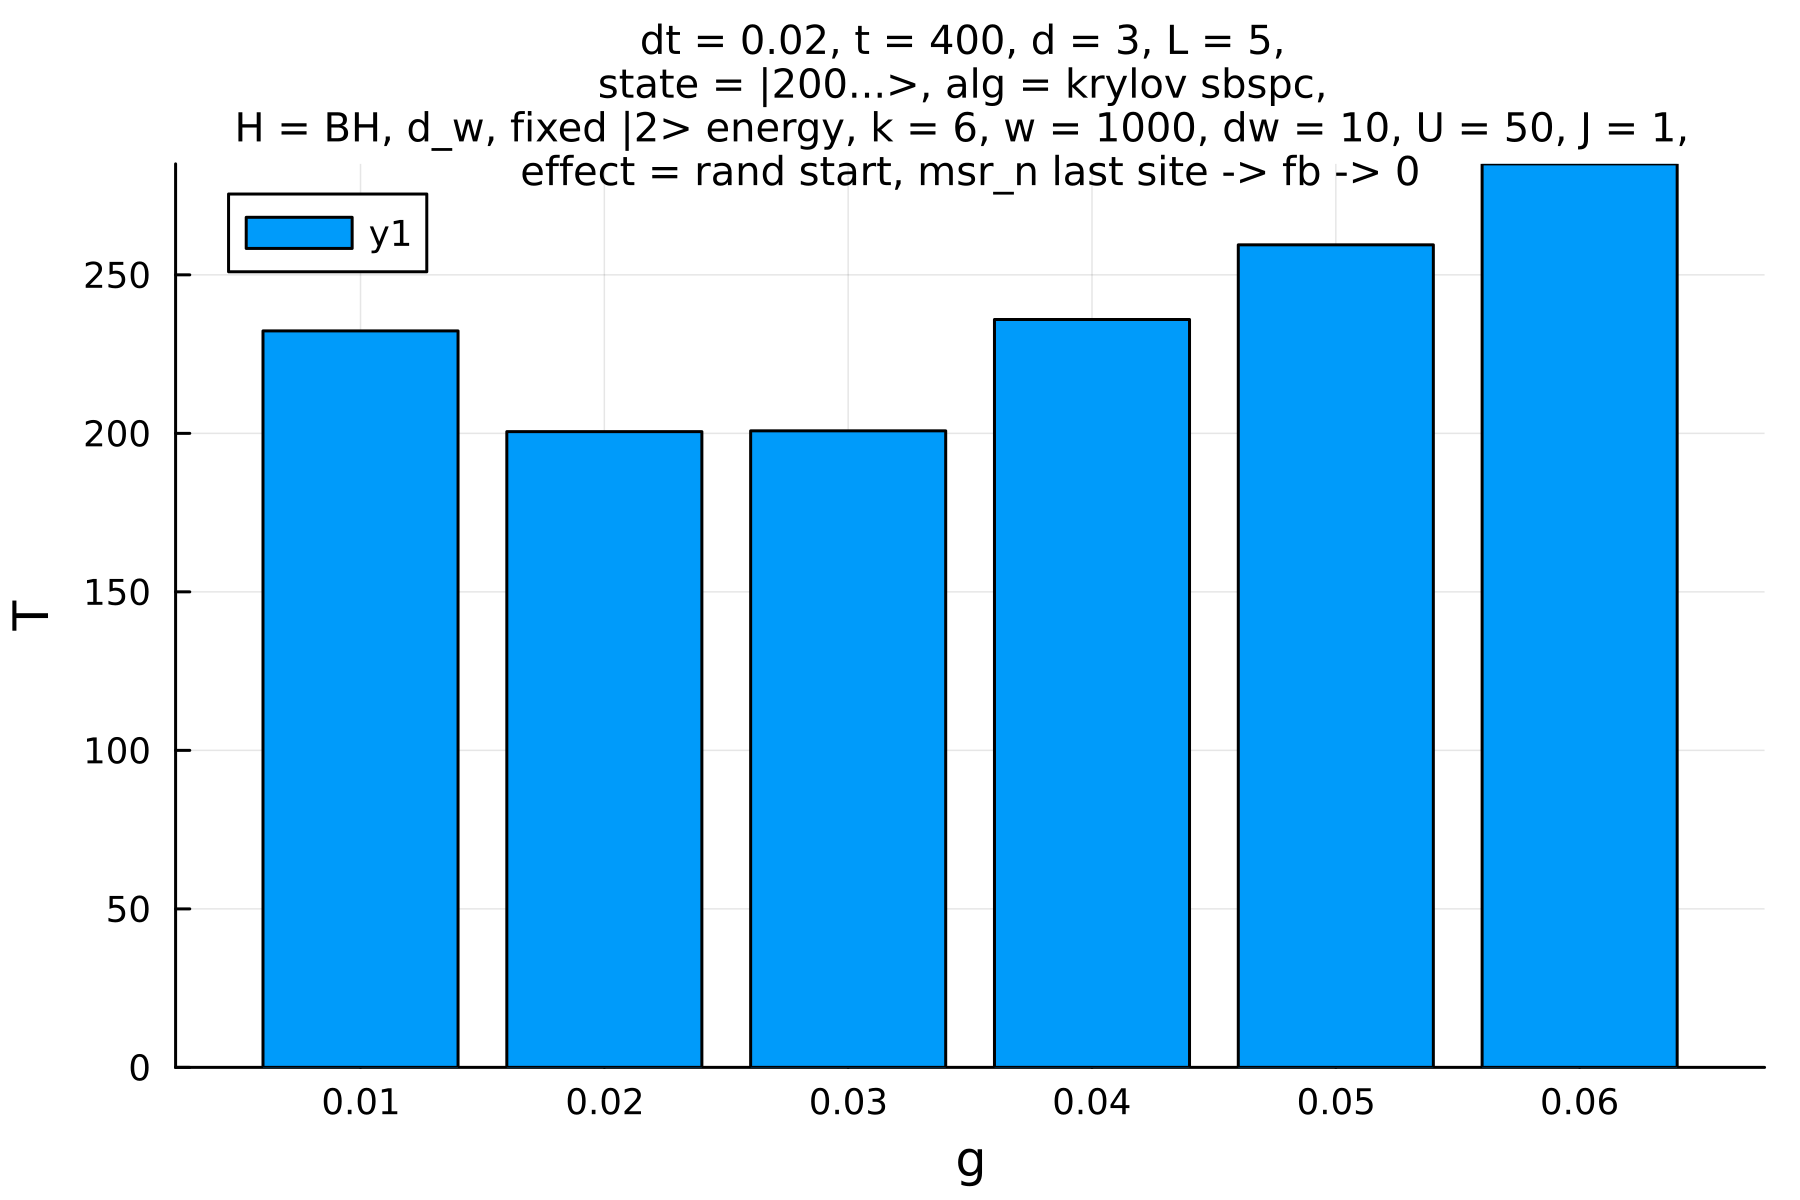 dt = 0.02, t = 400, d = 3, L = 5,
state = |200...>, alg = krylov sbspc,
H = BH, d_w, fixed |2> energy, k = 6, w = 1000, dw = 10, U = 50, J = 1,
effect = rand start, msr_n last site -> fb -> 0
y1
250
200
150
100
50
0
T
0.01 0.02 0.03 0.04 0.05 0.06
g